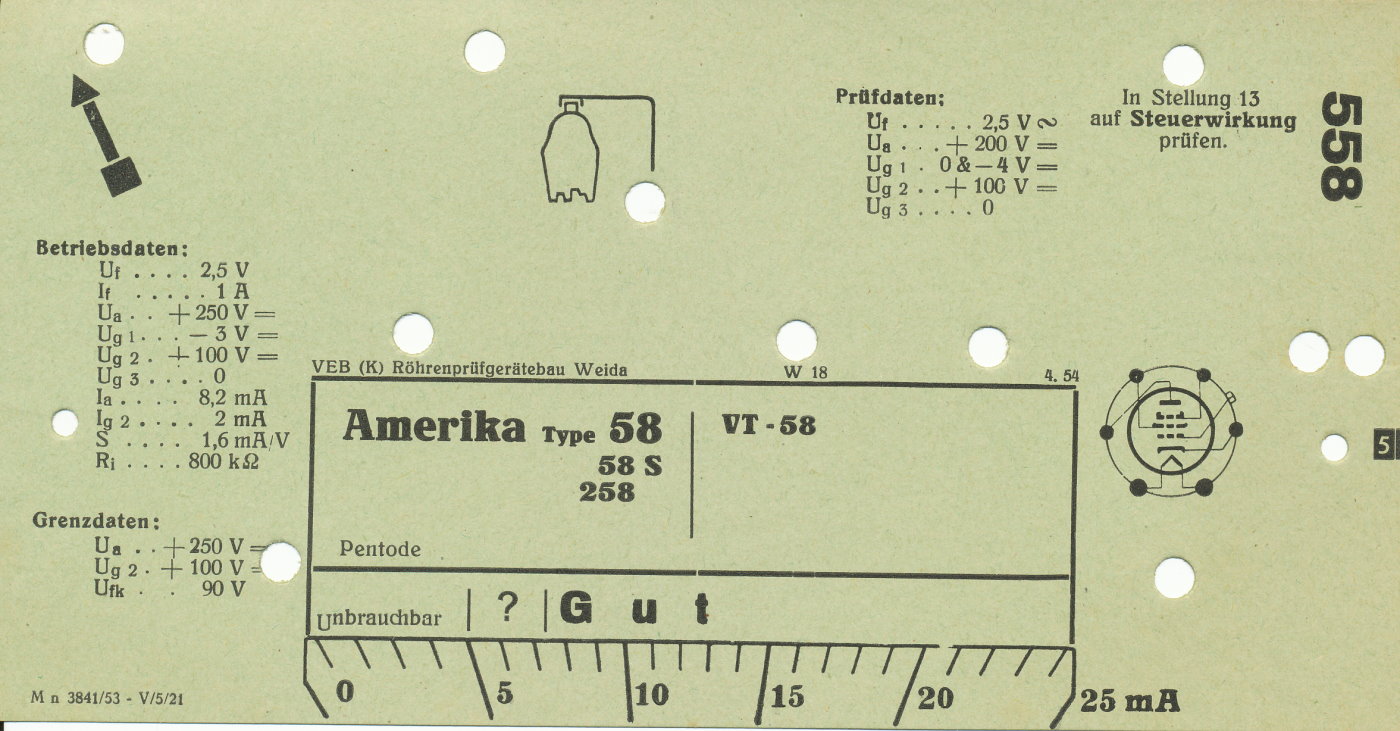 Prüfdaten:
Uf . . . . . 2,5 V ~
Ua . . . + 200 V =
Ug 1 . 0 & – 4 V =
Ug 2 . . + 100 V =
Ug 3 . . . . 0
In Stellung 13
auf Steuerwirkung
prüfen.
558
Betriebsdaten:
Uf . . . . 2,5 V
If . . . . . 1 A
Ua . . + 250 V =
Ug 1 . . . – 3 V =
Ug 2 . + 100 V =
Ug 3 . . . . 0
Ia . . . . 8,2 mA
Ig 2 . . . . 2 mA
S . . . . 1,6 mA/V
Ri . . . . 800 kΩ
Grenzdaten:
Ua . . + 250 V =
Ug 2 . + 100 V =
Ufk . . 90 V
VEB (K) Röhrenprüfgerätebau Weida W 18 4. 54
Amerika Type 58
58 S
258
VT - 58
Pentode
5
Unbrauchbar ? Gut
0 5 10 15 20 25 mA
M n 3841/53 - V/5/21